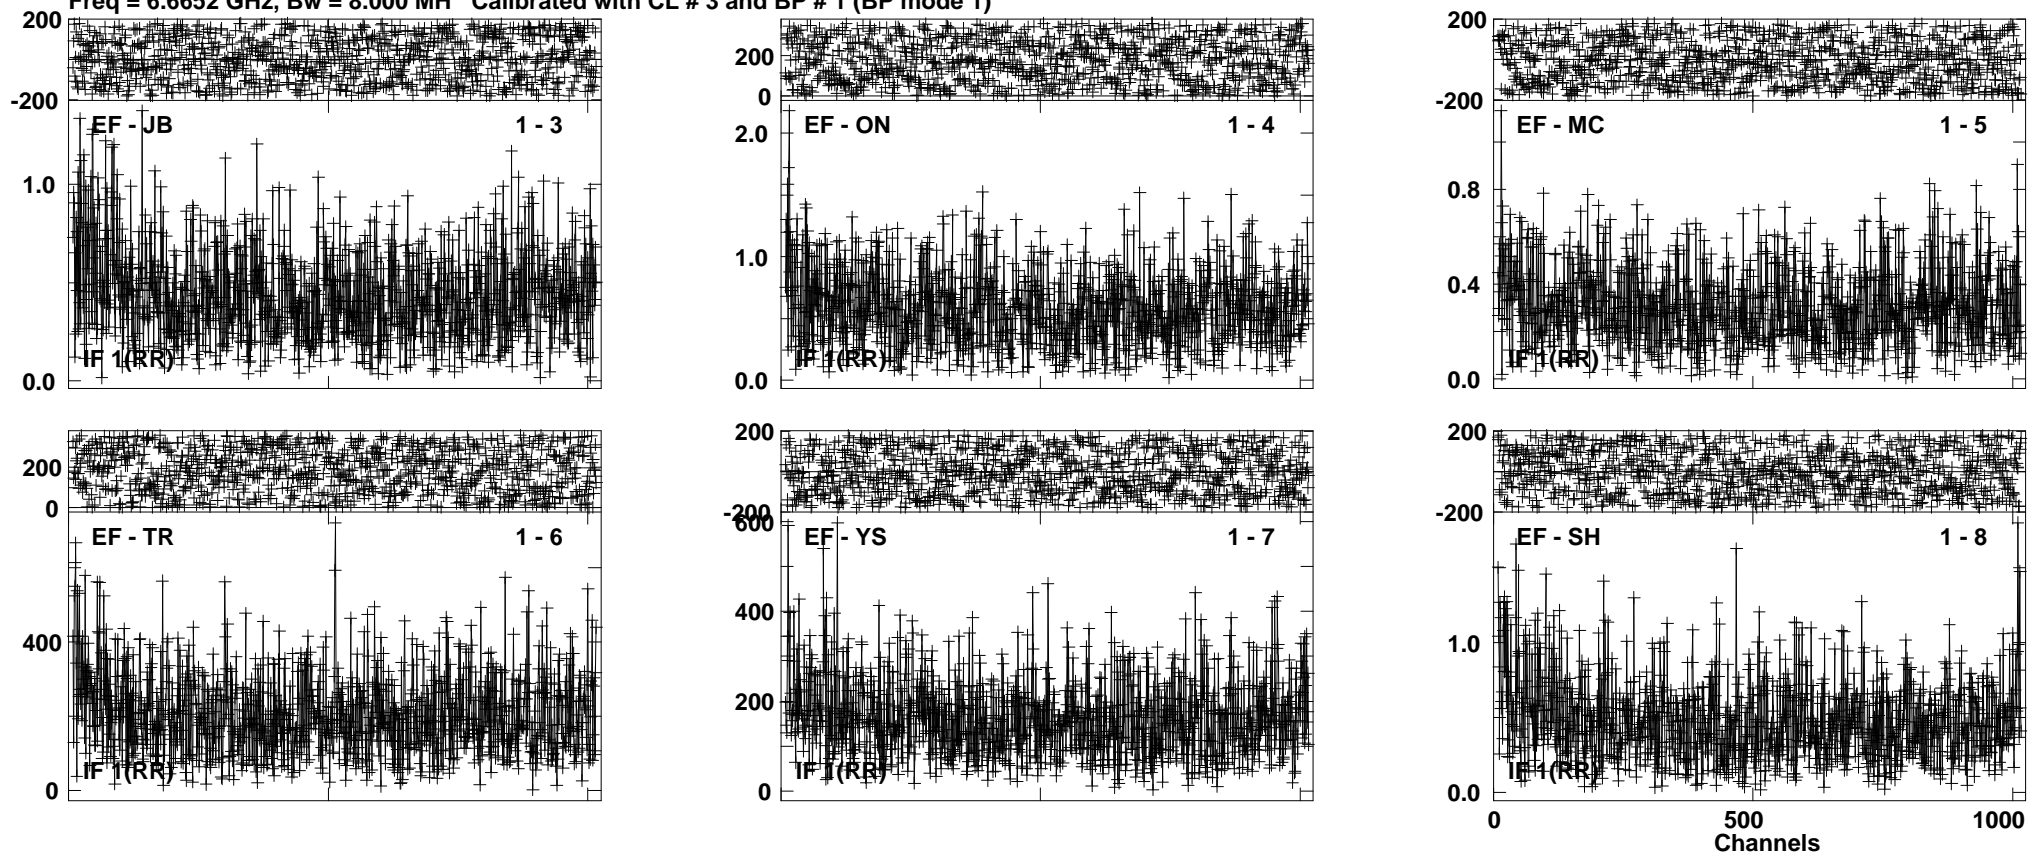 Freq = 6.6652 GHz, Bw = 8.000 MH Calibrated with CL # 3 and BP # 1 (BP mode 1)
200
-200
EF - JB 1 - 3
1.0
IF 1(RR)
0.0
200
0
EF - ON 1 - 4
2.0
1.0
IF 1(RR)
0.0
200
-200
EF - MC 1 - 5
0.8
0.4
IF 1(RR)
0.0
200
0
EF - TR 1 - 6
400
IF 1(RR)
0
200
-200
600
EF - YS 1 - 7
400
200
IF 1(RR)
0
200
-200
EF - SH 1 - 8
1.0
IF 1(RR)
0.0
0 500 1000
Channels